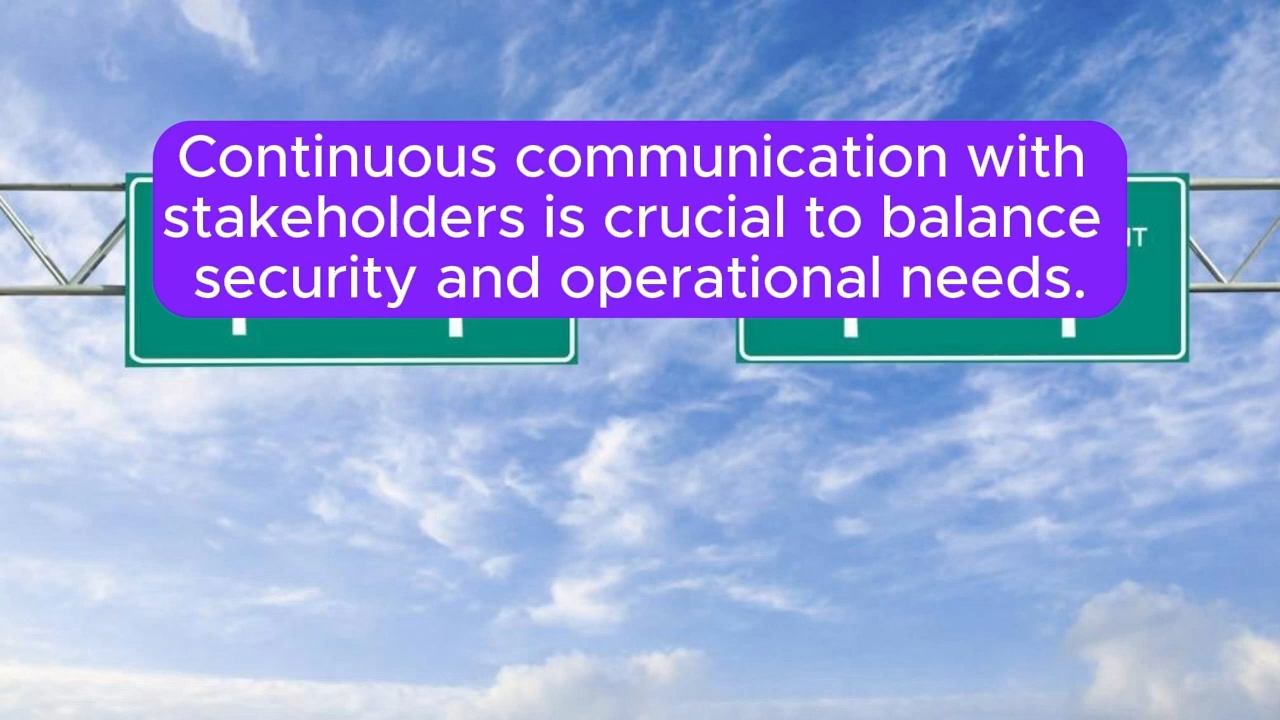 Continuous communication with
stakeholders is crucial to balance
security and operational needs.